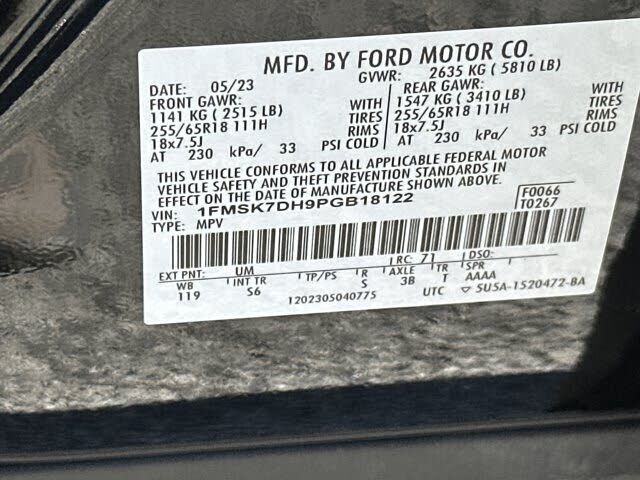 MFD. BY FORD MOTOR CO.
DATE: 05/23 GVWR: 2635 KG ( 5810 LB)
FRONT GAWR: REAR GAWR:
1141 KG ( 2515 LB) WITH 1547 KG ( 3410 LB) WITH
255/65R18 111H TIRES 255/65R18 111H TIRES
18x7.5J RIMS 18x7.5J RIMS
AT 230 kPa/ 33 PSI COLD AT 230 kPa/ 33 PSI COLD
THIS VEHICLE CONFORMS TO ALL APPLICABLE FEDERAL MOTOR
VEHICLE SAFETY AND THEFT PREVENTION STANDARDS IN
EFFECT ON THE DATE OF MANUFACTURE SHOWN ABOVE.
VIN: 1FMSK7DH9PGB18122 F0066
TYPE: MPV T0267
EXT PNT: UM RC: 71 DSO:
WB INT TR TP/PS R AXLE TR SPR
119 S6 S 3B T AAAA
1202305040775 UTC ▽ 5U5A-1520472-BA